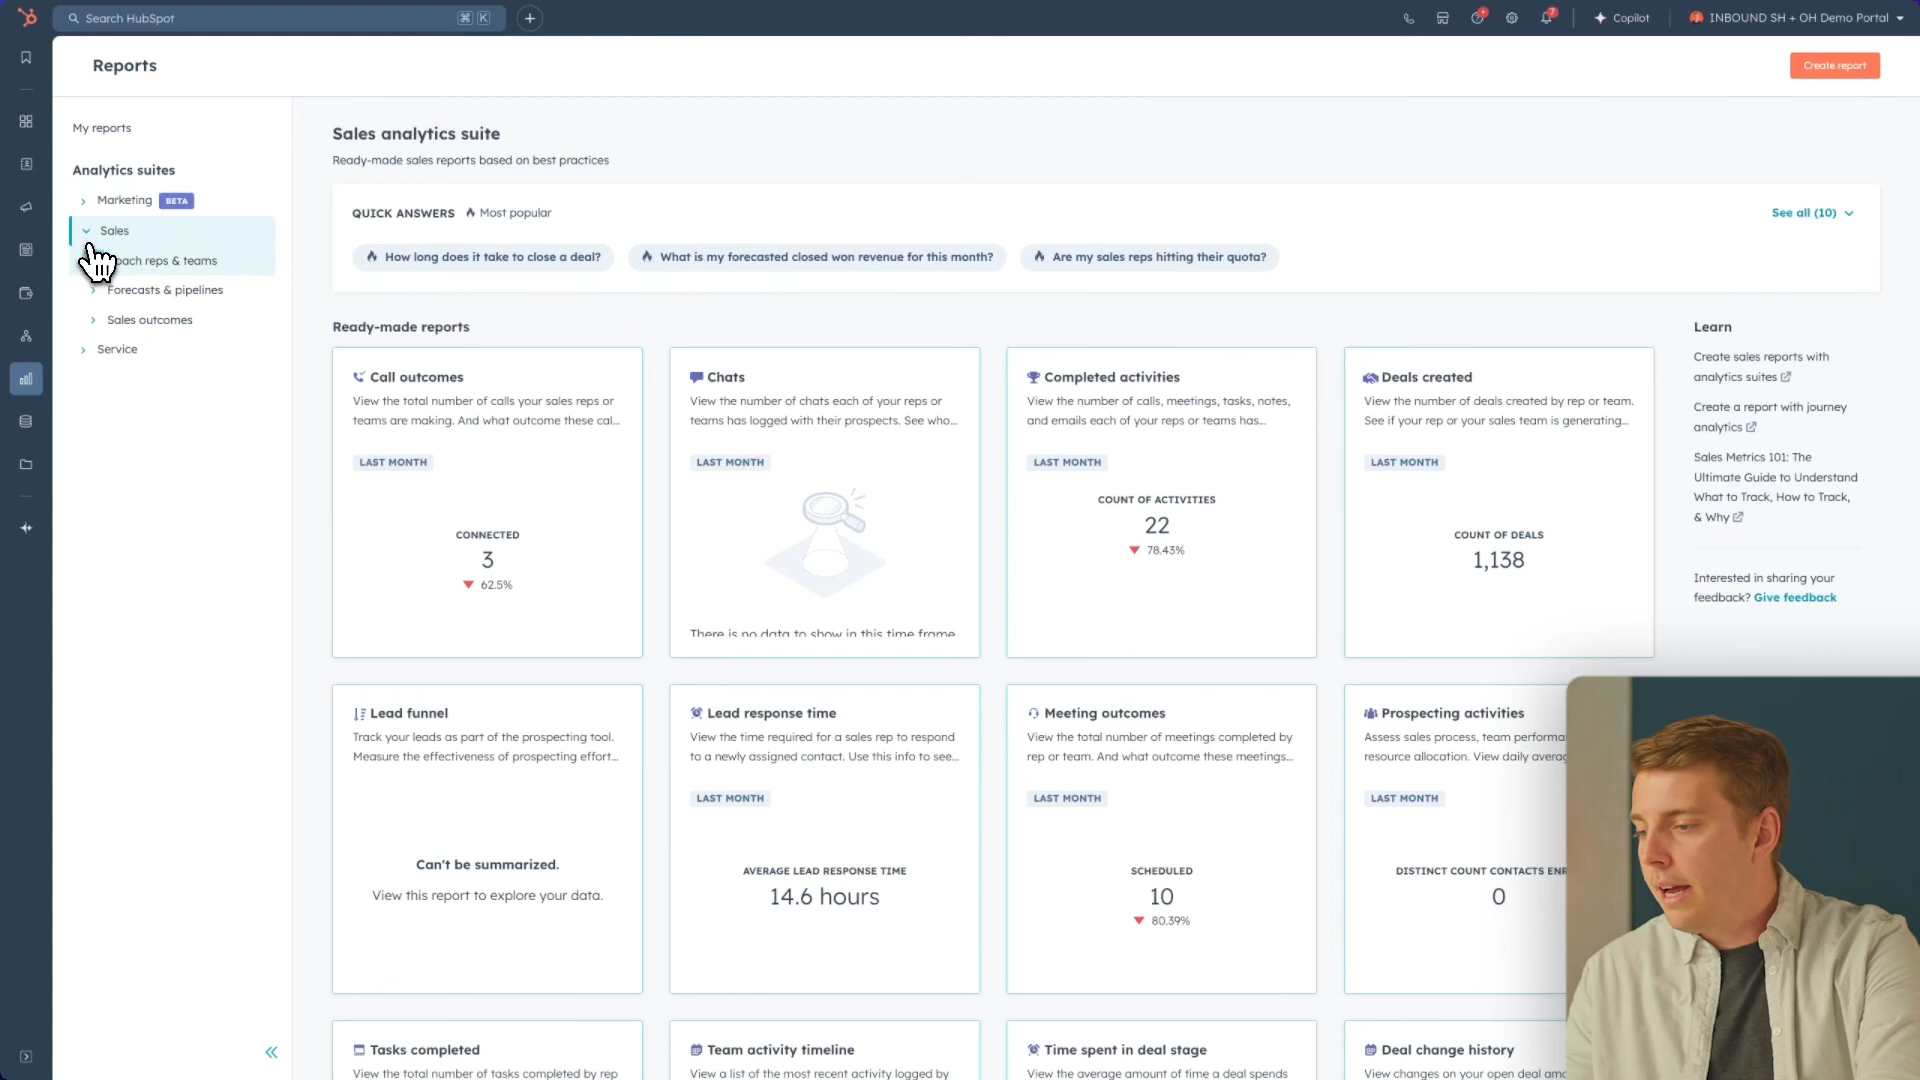 Search HubSpot
⌘ K
7
Copilot
INBOUND SH + OH Demo Portal
Reports
Create report
My reports
Analytics suites
Marketing BETA
Sales
ach reps & teams
Forecasts & pipelines
Sales outcomes
Service
Sales analytics suite
Ready-made sales reports based on best practices
QUICK ANSWERS Most popular
See all (10)
How long does it take to close a deal?
What is my forecasted closed won revenue for this month?
Are my sales reps hitting their quota?
Ready-made reports
Call outcomes
View the total number of calls your sales reps or
teams are making. And what outcome these cal...
LAST MONTH
CONNECTED
3
62.5%
Chats
View the number of chats each of your reps or
teams has logged with their prospects. See who...
LAST MONTH
There is no data to show in this time frame
Completed activities
View the number of calls, meetings, tasks, notes,
and emails each of your reps or teams has...
LAST MONTH
COUNT OF ACTIVITIES
22
78.43%
Deals created
View the number of deals created by rep or team.
See if your rep or your sales team is generating...
LAST MONTH
COUNT OF DEALS
1,138
Learn
Create sales reports with
analytics suites
Create a report with journey
analytics
Sales Metrics 101: The
Ultimate Guide to Understand
What to Track, How to Track,
& Why
Interested in sharing your
feedback? Give feedback
Lead funnel
Track your leads as part of the prospecting tool.
Measure the effectiveness of prospecting effort...
Can't be summarized.
View this report to explore your data.
Lead response time
View the time required for a sales rep to respond
to a newly assigned contact. Use this info to see...
LAST MONTH
AVERAGE LEAD RESPONSE TIME
14.6 hours
Meeting outcomes
View the total number of meetings completed by
rep or team. And what outcome these meetings...
LAST MONTH
SCHEDULED
10
80.39%
Prospecting activities
Assess sales process, team performa
resource allocation. View daily averag
LAST MONTH
DISTINCT COUNT CONTACTS ENR
0
Tasks completed
View the total number of tasks completed by rep
Team activity timeline
View a list of the most recent activity logged by
Time spent in deal stage
View the average amount of time a deal spends
Deal change history
View changes on your open deal amo